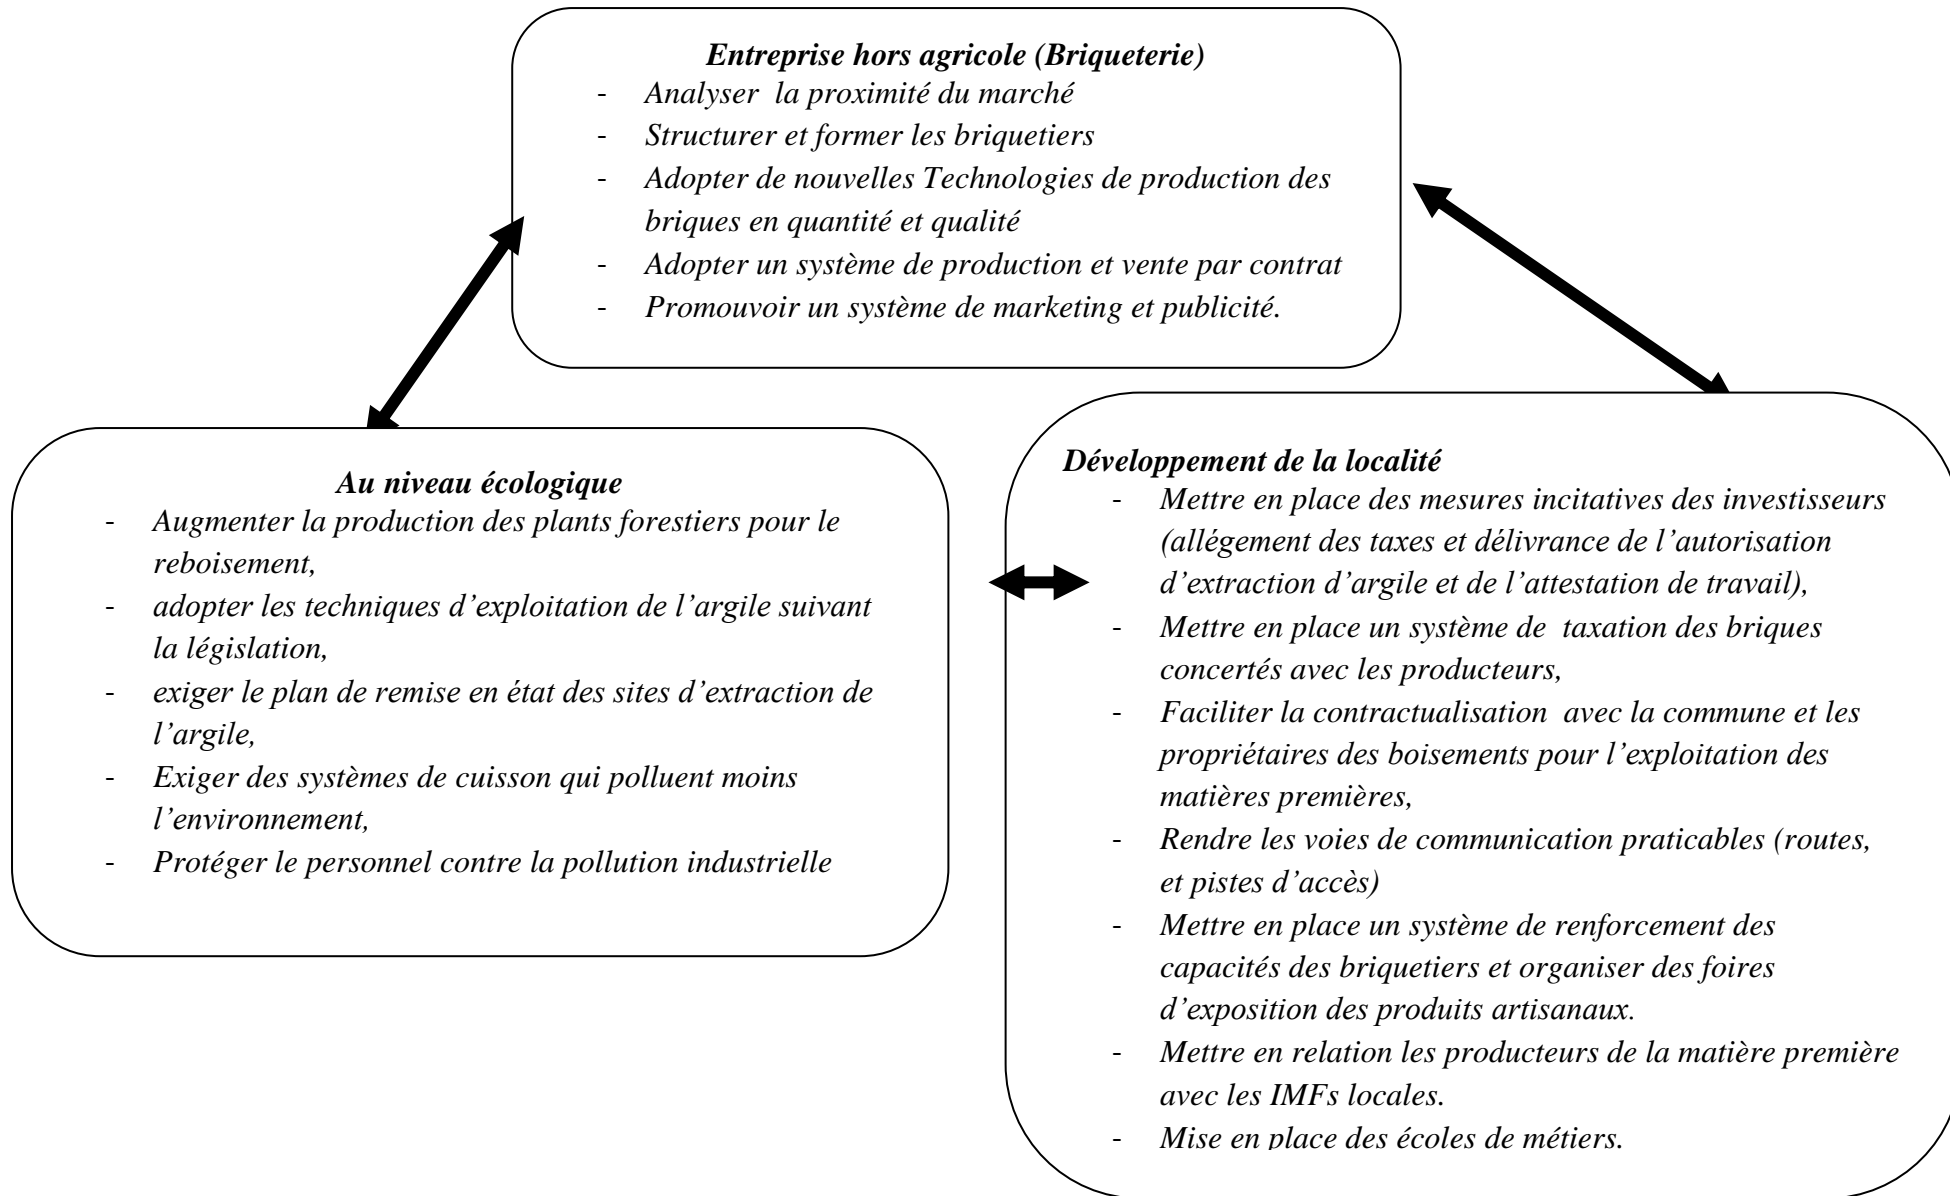 Entreprise hors agricole (Briqueterie)
- Analyser la proximité du marché
- Structurer et former les briquetiers
- Adopter de nouvelles Technologies de production des
briques en quantité et qualité
- Adopter un système de production et vente par contrat
- Promouvoir un système de marketing et publicité.
Au niveau écologique
- Augmenter la production des plants forestiers pour le
reboisement,
- adopter les techniques d’exploitation de l’argile suivant
la législation,
- exiger le plan de remise en état des sites d’extraction de
l’argile,
- Exiger des systèmes de cuisson qui polluent moins
l’environnement,
- Protéger le personnel contre la pollution industrielle
Développement de la localité
- Mettre en place des mesures incitatives des investisseurs
(allégement des taxes et délivrance de l’autorisation
d’extraction d’argile et de l’attestation de travail),
- Mettre en place un système de taxation des briques
concertés avec les producteurs,
- Faciliter la contractualisation avec la commune et les
propriétaires des boisements pour l’exploitation des
matières premières,
- Rendre les voies de communication praticables (routes,
et pistes d’accès)
- Mettre en place un système de renforcement des
capacités des briquetiers et organiser des foires
d’exposition des produits artisanaux.
- Mettre en relation les producteurs de la matière première
avec les IMFs locales.
- Mise en place des écoles de métiers.